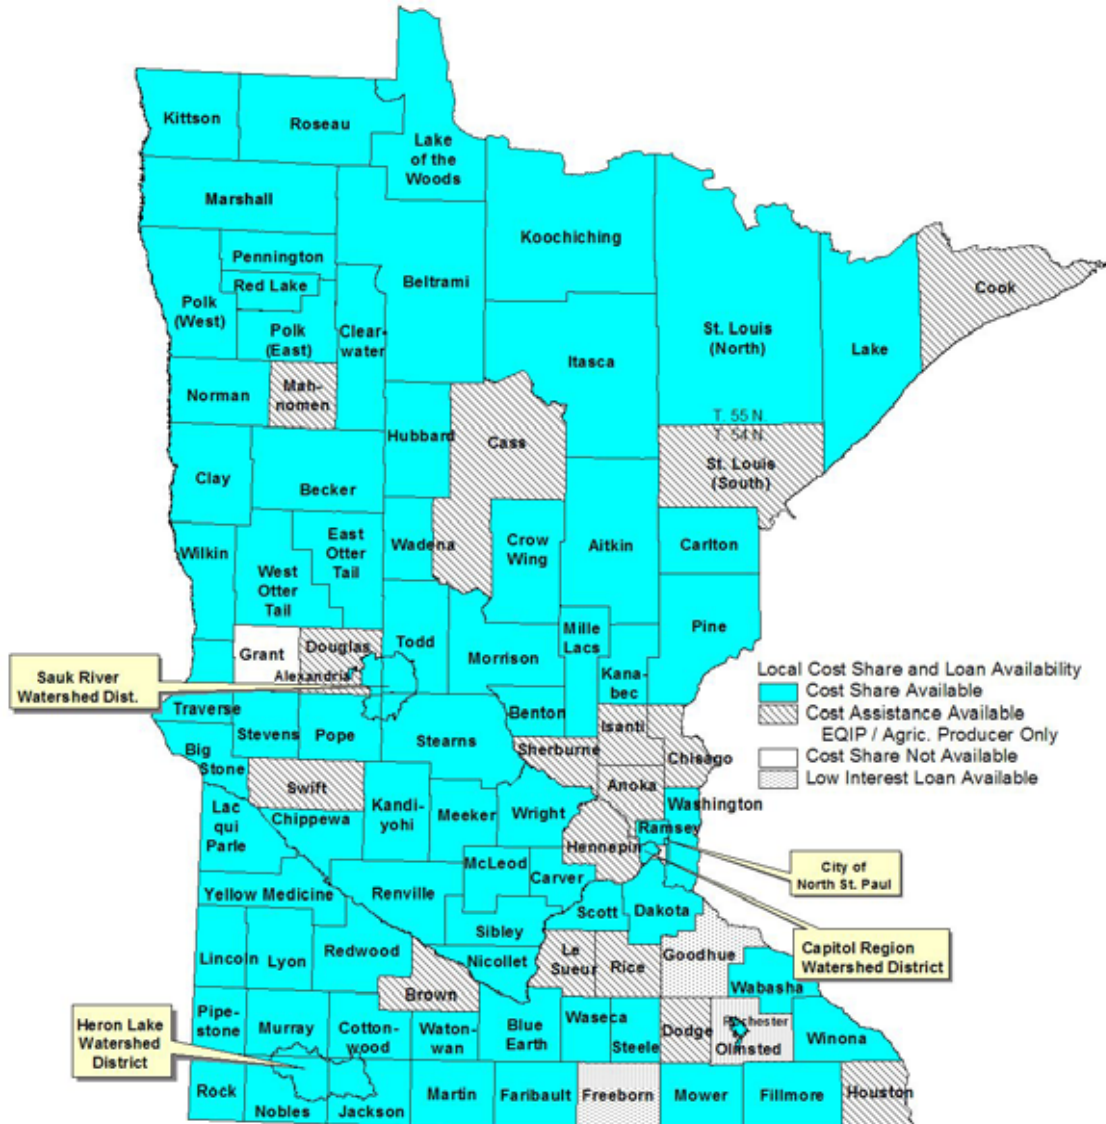 Kittson
Roseau
Lake
of the
Woods
Marshall
Koochiching
Pennington
Red Lake
Beltrami
Cook
Polk
(West)
Polk
(East)
Clear-
water
St. Louis
(North)
Lake
Itasca
Norman
Mah-
nomen
T. 55 N.
T. 54 N.
Hubbard
Cass
St. Louis
(South)
Clay
Becker
East
Otter
Tail
Wilkin
Wadena
Crow
Wing
Aitkin
Carlton
West
Otter
Tail
Pine
Grant
Douglas
Alexandria
Todd
Morrison
Mille
Lacs
Kana-
bec
Sauk River
Watershed Dist.
Local Cost Share and Loan Availability
Cost Share Available
Cost Assistance Available
EQIP / Agric. Producer Only
Cost Share Not Available
Low Interest Loan Available
Traverse
Stevens
Pope
Stearns
Benton
Isanti
Sherburne
Chisago
Big
Stone
Swift
Anoka
Washington
Lac
qui
Parle
Chippewa
Kandi-
yohi
Meeker
Wright
Hennepin
Ramsey
City of
North St. Paul
McLeod
Carver
Yellow Medicine
Renville
Scott
Dakota
Sibley
Capitol Region
Watershed District
Lincoln
Lyon
Redwood
Nicollet
Le
Sueur
Rice
Goodhue
Wabasha
Brown
Heron Lake
Watershed
District
Pipe-
stone
Murray
Cotton-
wood
Waton-
wan
Blue
Earth
Waseca
Steele
Dodge
Rochester
Olmsted
Winona
Rock
Nobles
Jackson
Martin
Faribault
Freeborn
Mower
Fillmore
Houston